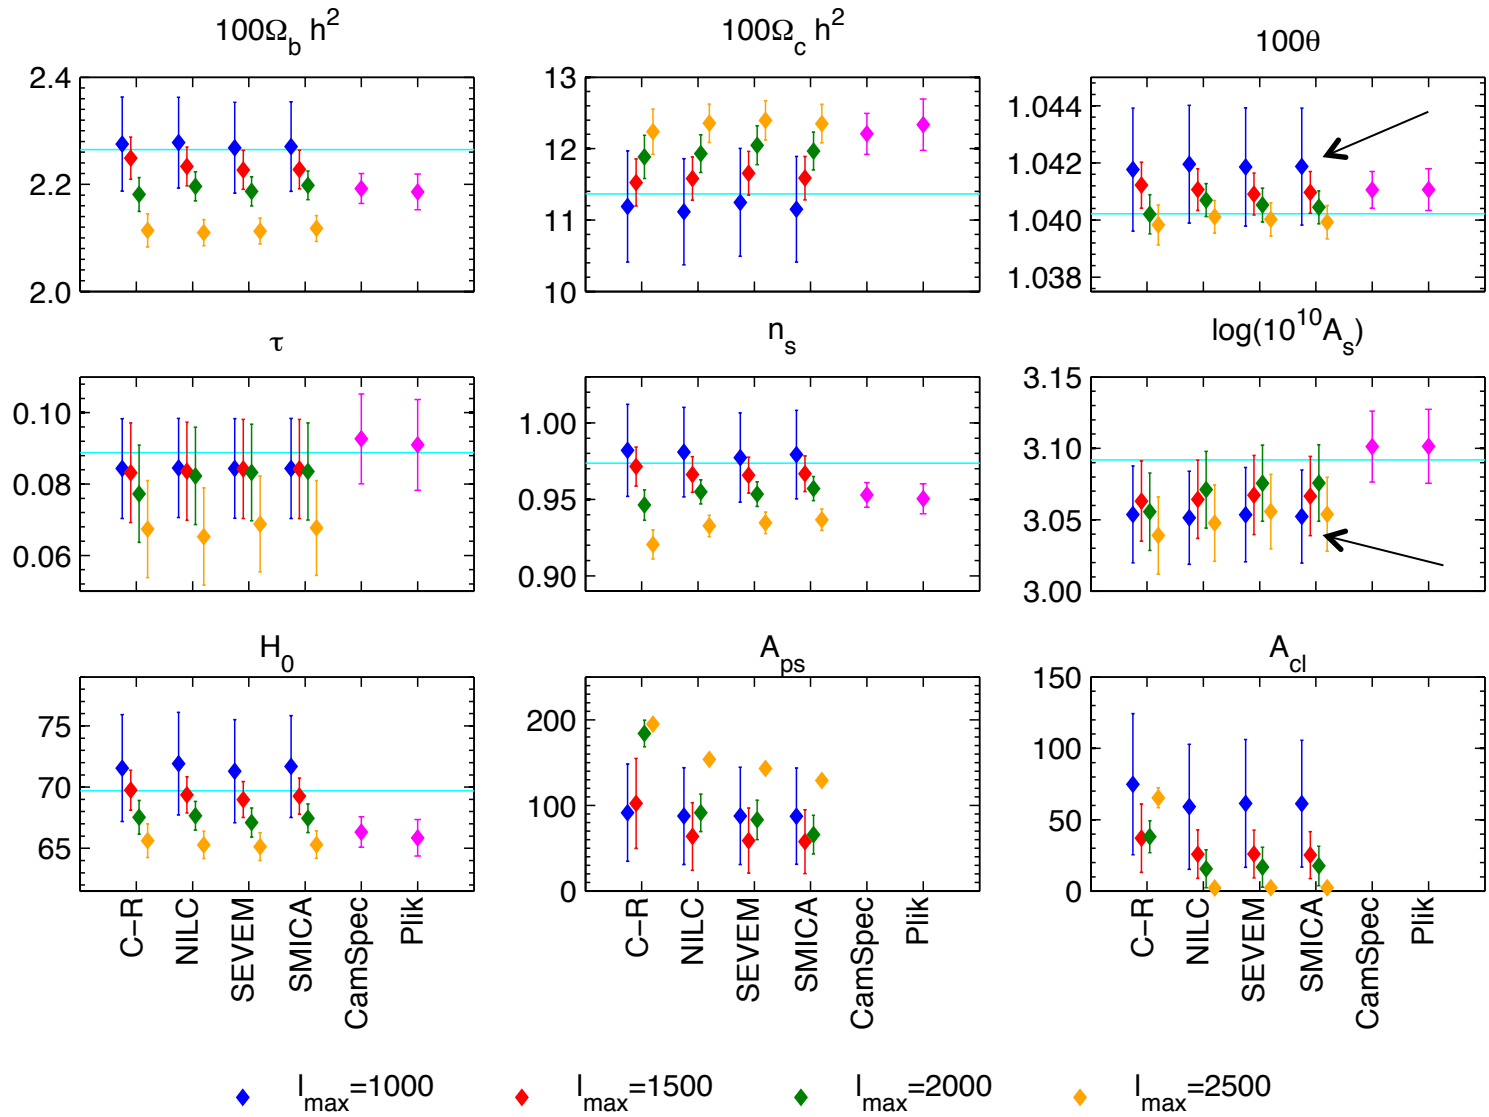 100Ω_b h^2 100Ω_c h^2 100θ
2.4 13 1.044
2.2 12 1.042
11 1.040
2.0 10 1.038
τ n_s log(10^10A_s)
0.10 1.00 3.15
0.08 0.95 3.10
0.06 0.90 3.05
3.00
H_0 A_ps A_cl
75 200 150
70 100 100
65 0 50
0
C−R NILC SEVEM SMICA CamSpec Plik
C−R NILC SEVEM SMICA CamSpec Plik
C−R NILC SEVEM SMICA CamSpec Plik
l_max=1000 l_max=1500 l_max=2000 l_max=2500